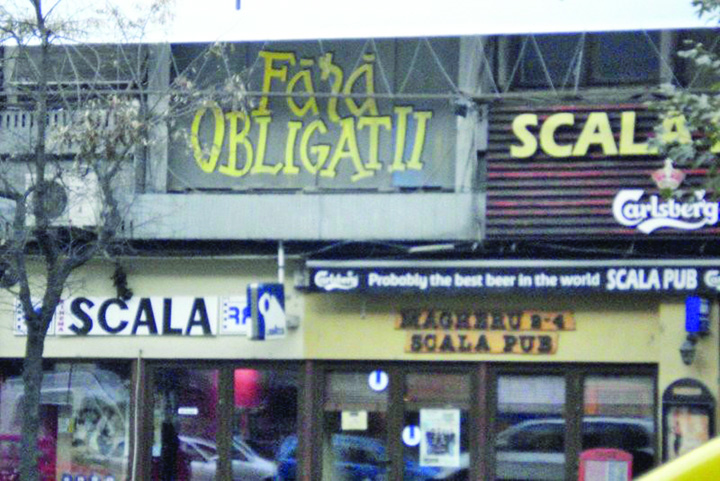 Fără
OBLIGAȚII
SCALA
Carlsberg
Carlsberg Probably the best beer in the world SCALA PUB
SCALA
MAGHERU 2-4
SCALA PUB